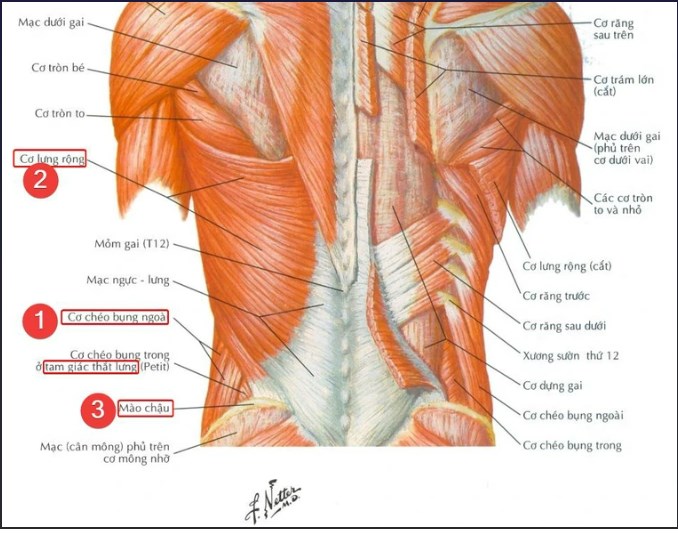 Mạc dưới gai
Cơ tròn bé
Cơ tròn to
Cơ lưng rộng
2
Mỏm gai (T12)
Mạc ngực - lưng
1
Cơ chéo bụng ngoài
Cơ chéo bụng trong
ở tam giác thắt lưng (Petit)
3
Mào chậu
Mạc (cân mông) phủ trên
cơ mông nhỡ
Cơ răng
sau trên
Cơ trám lớn
(cắt)
Mạc dưới gai
(phủ trên
cơ dưới vai)
Các cơ tròn
to và nhỏ
Cơ lưng rộng (cắt)
Cơ răng trước
Cơ răng sau dưới
Xương sườn thứ 12
Cơ dựng gai
Cơ chéo bụng ngoài
Cơ chéo bụng trong
F. Netter
M.D.